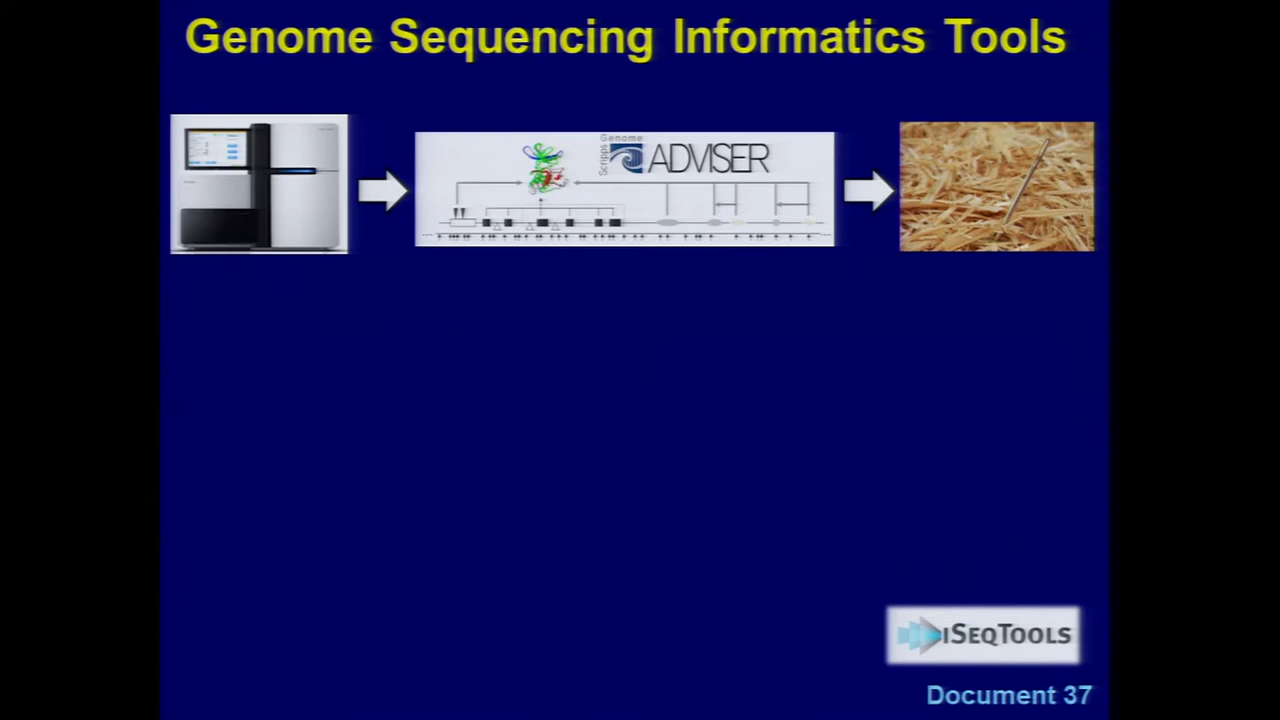 Genome Sequencing Informatics Tools
Scripps
Genome
ADVISER
iSEQTOOLS
Document 37